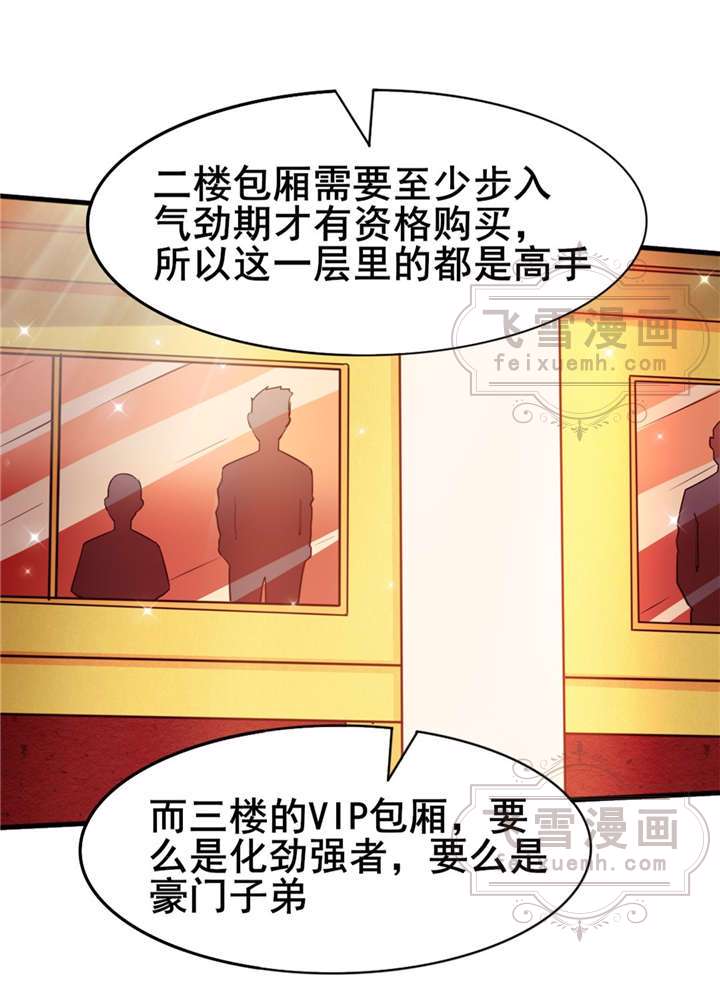 二楼包厢需要至少步入
气劲期才有资格购买，
所以这一层里的都是高手
飞雪漫画
feixuemh.com
而三楼的VIP包厢，要
么是化劲强者，要么是
豪门子弟
飞雪漫画
feixuemh.com